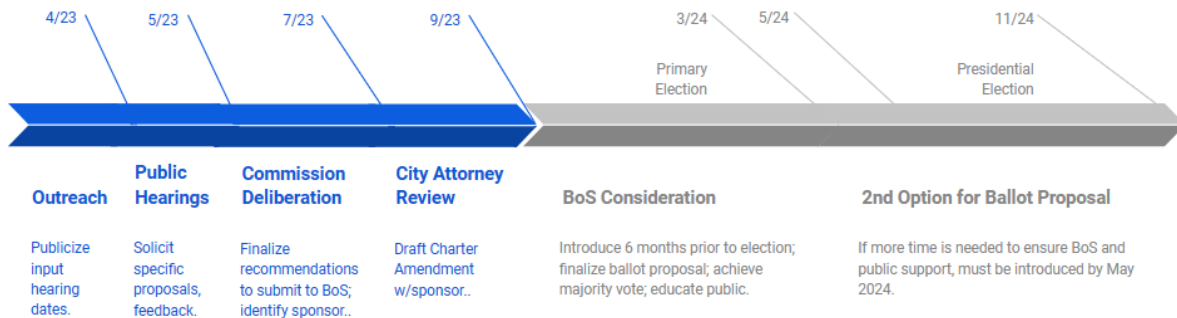 4/23
5/23
7/23
9/23
3/24
5/24
11/24
Primary
Election
Presidential
Election
Outreach
Publicize
input
hearing
dates.
Public
Hearings
Solicit
specific
proposals,
feedback.
Commission
Deliberation
Finalize
recommendations
to submit to BoS;
identify sponsor..
City Attorney
Review
Draft Charter
Amendment
w/sponsor..
BoS Consideration
Introduce 6 months prior to election;
finalize ballot proposal; achieve
majority vote; educate public.
2nd Option for Ballot Proposal
If more time is needed to ensure BoS and
public support, must be introduced by May
2024.